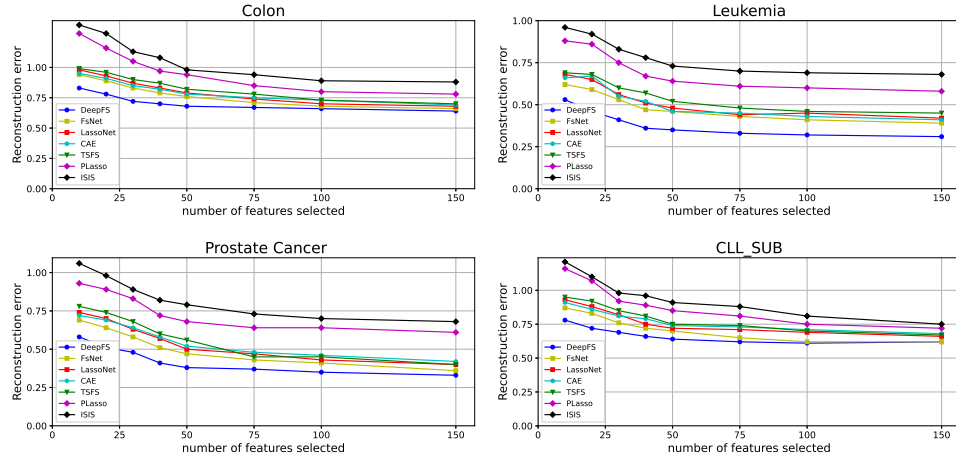 Colon
Reconstruction error
1.00
0.75
0.50
0.25
0.00
DeepFS
FsNet
LassoNet
CAE
TSFS
PLasso
ISIS
0 25 50 75 100 125 150
number of features selected
Leukemia
Reconstruction error
1.00
0.75
0.50
0.25
0.00
DeepFS
FsNet
LassoNet
CAE
TSFS
PLasso
ISIS
0 25 50 75 100 125 150
number of features selected
Prostate Cancer
Reconstruction error
1.00
0.75
0.50
0.25
0.00
DeepFS
FsNet
LassoNet
CAE
TSFS
PLasso
ISIS
0 25 50 75 100 125 150
number of features selected
CLL_SUB
Reconstruction error
1.00
0.75
0.50
0.00
DeepFS
FsNet
LassoNet
CAE
TSFS
PLasso
ISIS
0 25 50 75 100 125 150
number of features selected